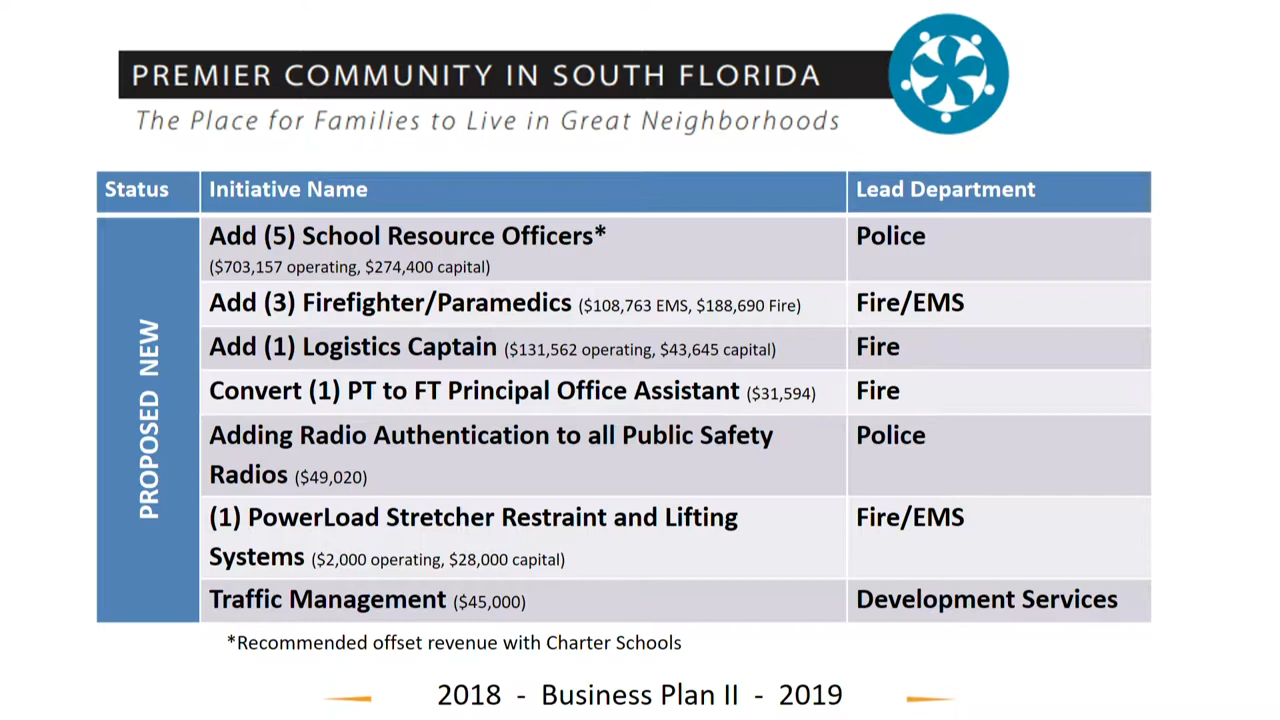 PREMIER COMMUNITY IN SOUTH FLORIDA
The Place for Families to Live in Great Neighborhoods
Status Initiative Name Lead Department
PROPOSED NEW
Add (5) School Resource Officers* Police
($703,157 operating, $274,400 capital)
Add (3) Firefighter/Paramedics ($108,763 EMS, $188,690 Fire) Fire/EMS
Add (1) Logistics Captain ($131,562 operating, $43,645 capital) Fire
Convert (1) PT to FT Principal Office Assistant ($31,594) Fire
Adding Radio Authentication to all Public Safety Police
Radios ($49,020)
(1) PowerLoad Stretcher Restraint and Lifting Fire/EMS
Systems ($2,000 operating, $28,000 capital)
Traffic Management ($45,000) Development Services
*Recommended offset revenue with Charter Schools
2018 - Business Plan II - 2019